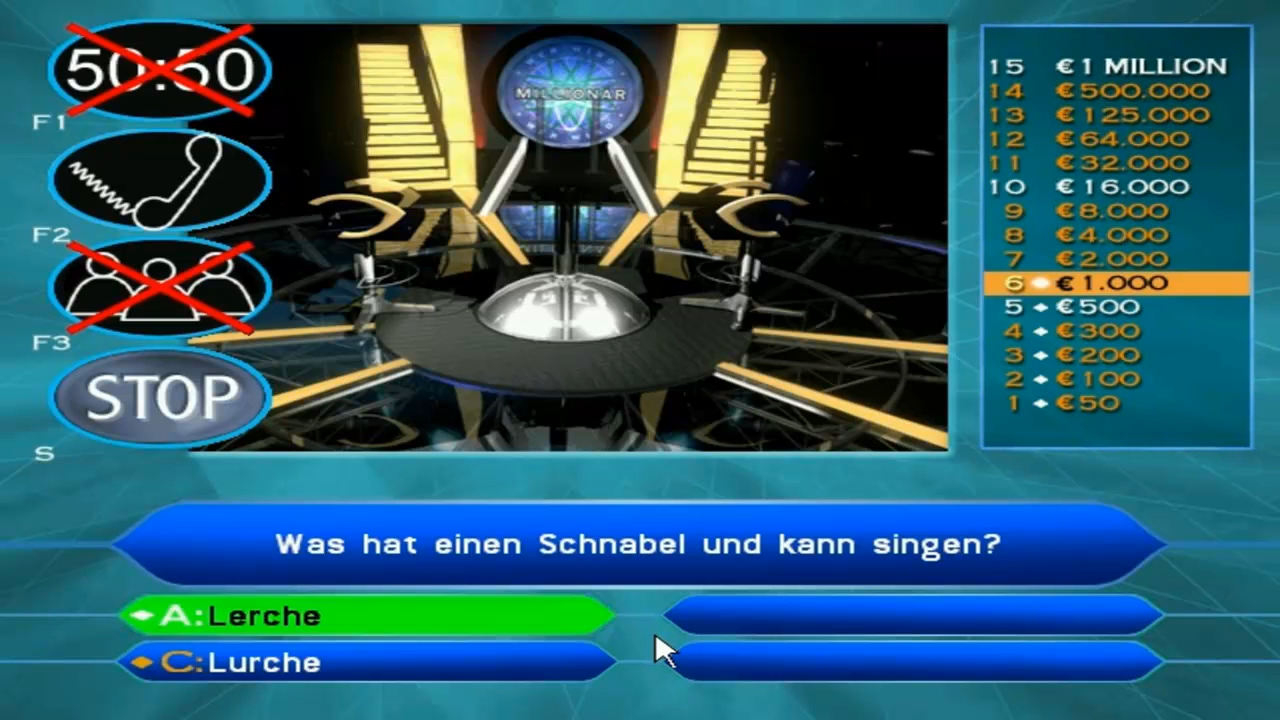 50:50
F1
F2
F3
STOP
S
MILLIONÄR
15 € 1 MILLION
14 € 500.000
13 € 125.000
12 € 64.000
11 € 32.000
10 € 16.000
9 € 8.000
8 € 4.000
7 € 2.000
6 € 1.000
5 € 500
4 € 300
3 € 200
2 € 100
1 € 50
Was hat einen Schnabel und kann singen?
A: Lerche
C: Lurche